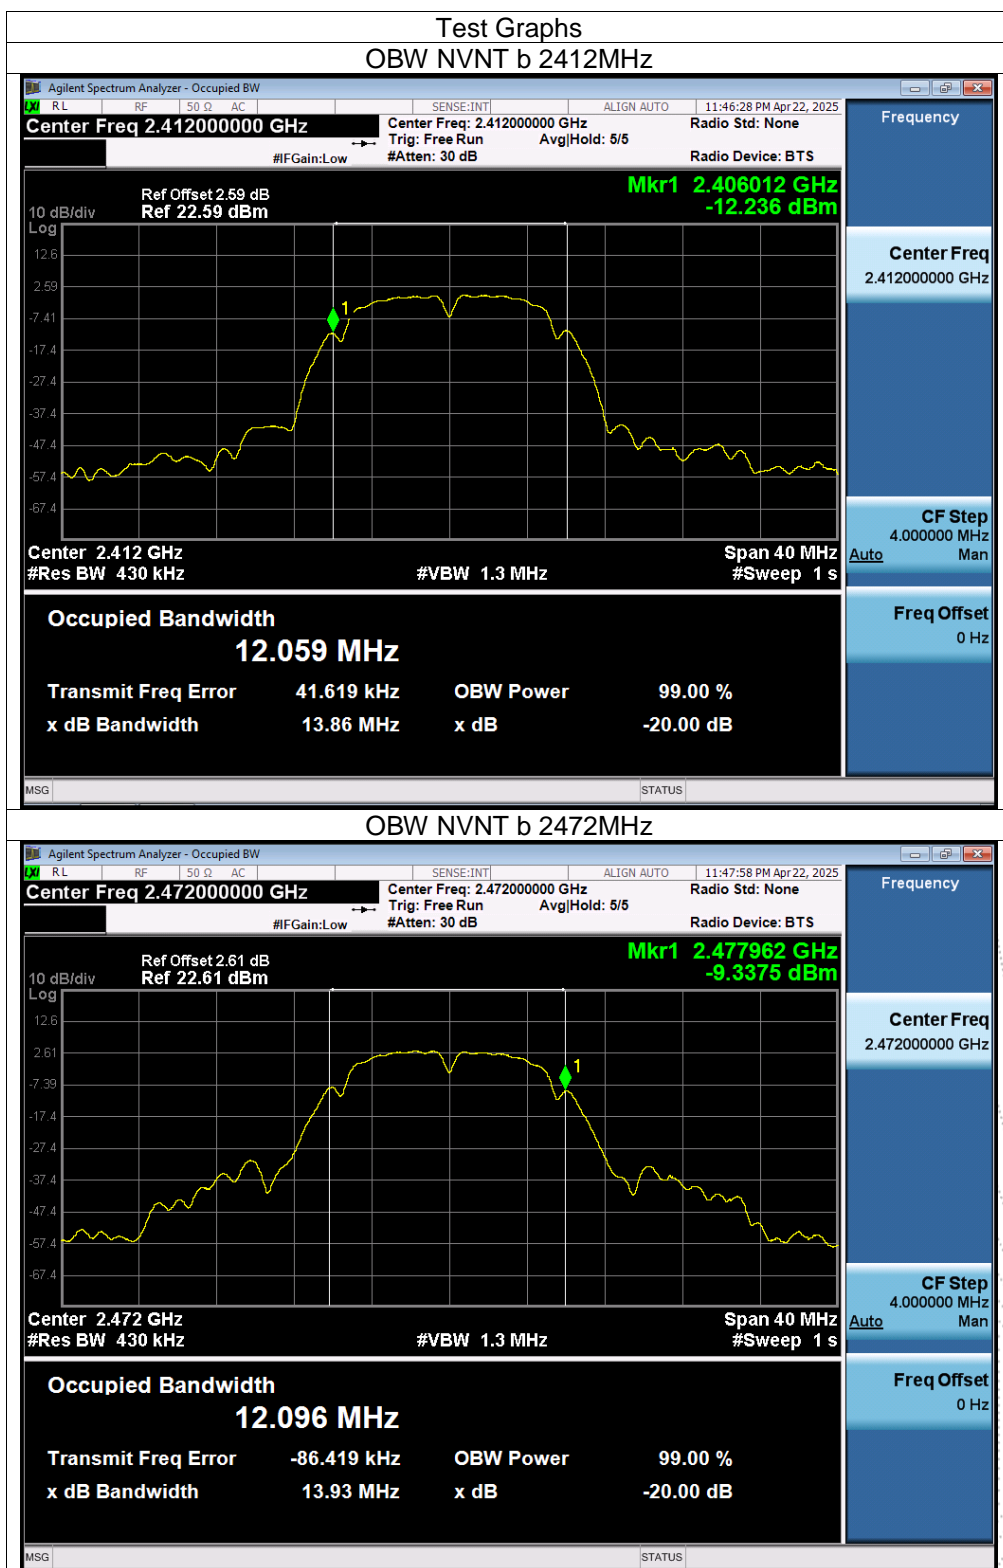 Test Graphs
OBW NVNT b 2412MHz
Agilent Spectrum Analyzer - Occupied BW
LXI RL RF 50 Ω AC SENSE:INT ALIGN AUTO 11:46:28 PM Apr 22, 2025
Center Freq 2.412000000 GHz
Center Freq: 2.412000000 GHz Radio Std: None
Trig: Free Run Avg|Hold: 5/5
#IFGain:Low #Atten: 30 dB Radio Device: BTS
Frequency
Mkr1 2.406012 GHz
-12.236 dBm
Ref Offset 2.59 dB
10 dB/div Ref 22.59 dBm
Log
12.6
2.59
-7.41
-17.4
-27.4
-37.4
-47.4
-57.4
-67.4
1
Center 2.412 GHz Span 40 MHz
#Res BW 430 kHz #VBW 1.3 MHz #Sweep 1 s
Center Freq
2.412000000 GHz
CF Step
4.000000 MHz
Auto Man
Freq Offset
0 Hz
Occupied Bandwidth
12.059 MHz
Transmit Freq Error 41.619 kHz OBW Power 99.00 %
x dB Bandwidth 13.86 MHz x dB -20.00 dB
MSG STATUS
OBW NVNT b 2472MHz
Agilent Spectrum Analyzer - Occupied BW
LXI RL RF 50 Ω AC SENSE:INT ALIGN AUTO 11:47:58 PM Apr 22, 2025
Center Freq 2.472000000 GHz
Center Freq: 2.472000000 GHz Radio Std: None
Trig: Free Run Avg|Hold: 5/5
#IFGain:Low #Atten: 30 dB Radio Device: BTS
Frequency
Mkr1 2.477962 GHz
-9.3375 dBm
Ref Offset 2.61 dB
10 dB/div Ref 22.61 dBm
Log
12.6
2.61
-7.39
-17.4
-27.4
-37.4
-47.4
-57.4
-67.4
1
Center 2.472 GHz Span 40 MHz
#Res BW 430 kHz #VBW 1.3 MHz #Sweep 1 s
Center Freq
2.472000000 GHz
CF Step
4.000000 MHz
Auto Man
Freq Offset
0 Hz
Occupied Bandwidth
12.096 MHz
Transmit Freq Error -86.419 kHz OBW Power 99.00 %
x dB Bandwidth 13.93 MHz x dB -20.00 dB
MSG STATUS